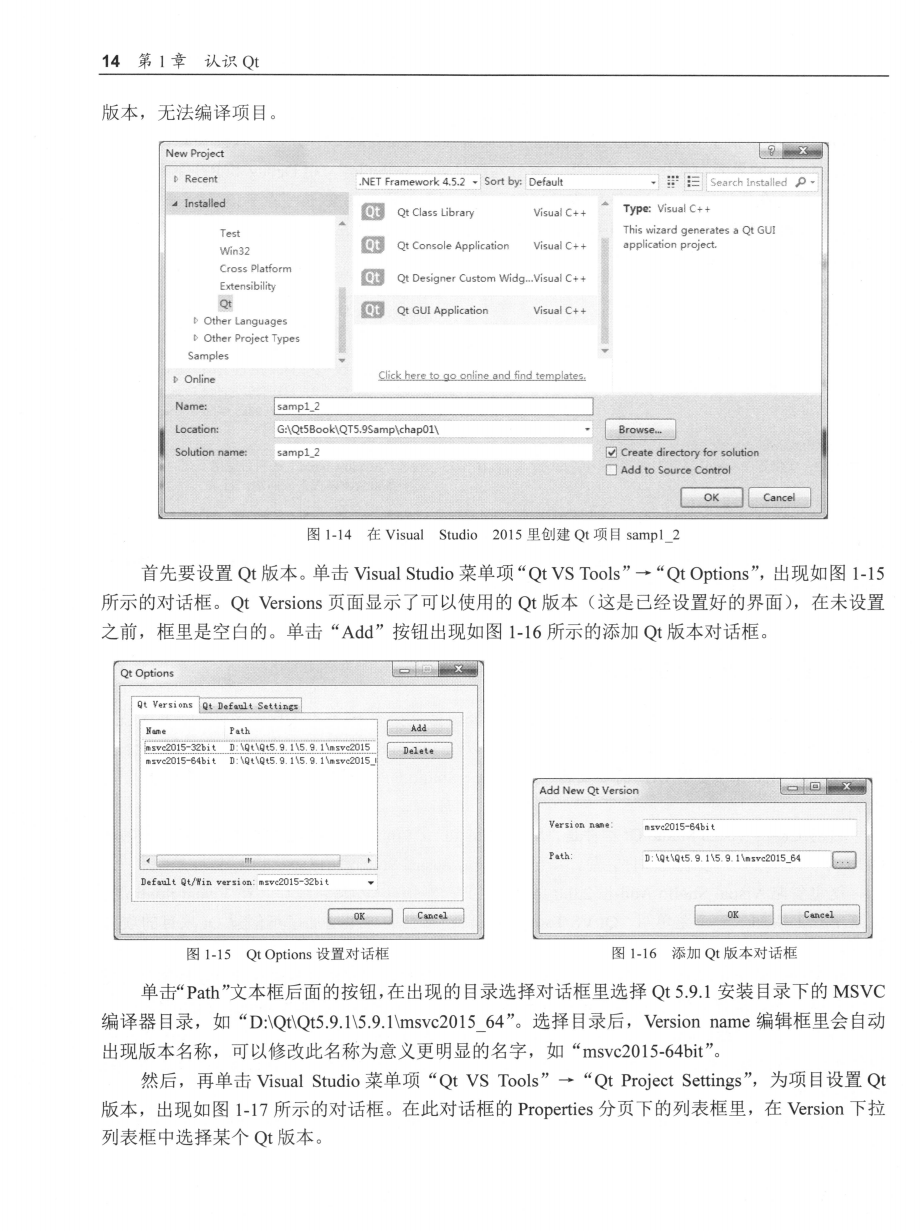 14 第 1 章 认识 Qt
版本，无法编译项目。
New Project
Recent
.NET Framework 4.5.2 Sort by: Default
Search Installed
Installed
Test
Win32
Cross Platform
Extensibility
Qt
Other Languages
Other Project Types
Samples
Online
Qt Qt Class Library Visual C++
Qt Qt Console Application Visual C++
Qt Qt Designer Custom Widg...Visual C++
Qt Qt GUI Application Visual C++
Click here to go online and find templates.
Type: Visual C++
This wizard generates a Qt GUI
application project.
Name: samp1_2
Location: G:\Qt5Book\QT5.9Samp\chap01\ Browse...
Solution name: samp1_2
Create directory for solution
Add to Source Control
OK Cancel
图 1-14 在 Visual Studio 2015 里创建 Qt 项目 samp1_2
首先要设置 Qt 版本。单击 Visual Studio 菜单项“Qt VS Tools”→“Qt Options”，出现如图 1-15
所示的对话框。Qt Versions 页面显示了可以使用的 Qt 版本（这是已经设置好的界面），在未设置
之前，框里是空白的。单击“Add”按钮出现如图 1-16 所示的添加 Qt 版本对话框。
Qt Options
Qt Versions Qt Default Settings
Name Path
msvc2015-32bit D:\Qt\Qt5.9.1\5.9.1\msvc2015
msvc2015-64bit D:\Qt\Qt5.9.1\5.9.1\msvc2015_
Add
Delete
Default Qt/Win version: msvc2015-32bit
OK Cancel
图 1-15 Qt Options 设置对话框
Add New Qt Version
Version name: msvc2015-64bit
Path: D:\Qt\Qt5.9.1\5.9.1\msvc2015_64 ...
OK Cancel
图 1-16 添加 Qt 版本对话框
单击“Path”文本框后面的按钮，在出现的目录选择对话框里选择 Qt 5.9.1 安装目录下的 MSVC
编译器目录，如“D:\Qt\Qt5.9.1\5.9.1\msvc2015_64”。选择目录后，Version name 编辑框里会自动
出现版本名称，可以修改此名称为意义更明显的名字，如“msvc2015-64bit”。
然后，再单击 Visual Studio 菜单项“Qt VS Tools”→“Qt Project Settings”，为项目设置 Qt
版本，出现如图 1-17 所示的对话框。在此对话框的 Properties 分页下的列表框里，在 Version 下拉
列表框中选择某个 Qt 版本。